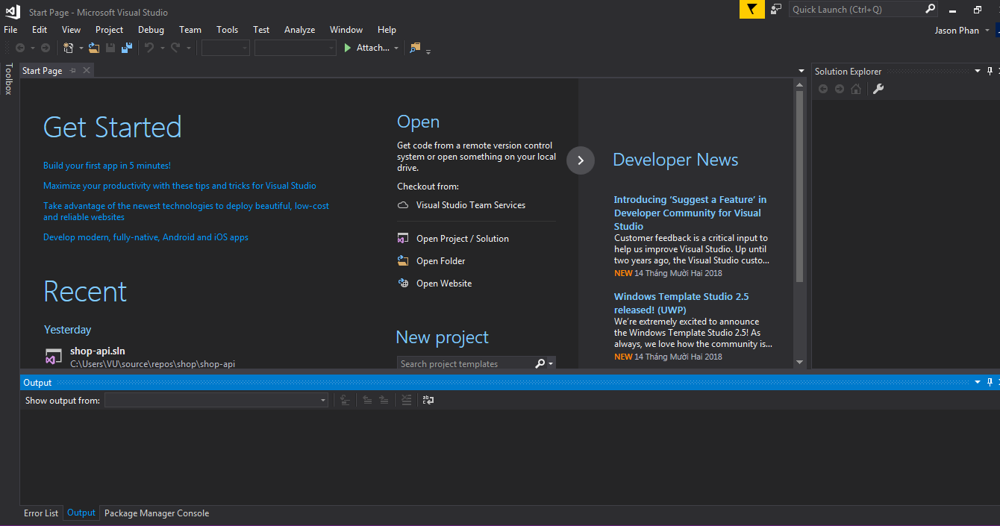 Start Page - Microsoft Visual Studio
Quick Launch (Ctrl+Q)
File Edit View Project Debug Team Tools Test Analyze Window Help
Jason Phan
Attach...
Toolbox
Start Page
Get Started
Build your first app in 5 minutes!
Maximize your productivity with these tips and tricks for Visual Studio
Take advantage of the newest technologies to deploy beautiful, low-cost
and reliable websites
Develop modern, fully-native, Android and iOS apps
Recent
Yesterday
shop-api.sln
C:\Users\VU\source\repos\shop\shop-api
Open
Get code from a remote version control
system or open something on your local
drive.
Checkout from:
Visual Studio Team Services
Open Project / Solution
Open Folder
Open Website
New project
Search project templates
Developer News
Introducing ‘Suggest a Feature’ in
Developer Community for Visual
Studio
Customer feedback is a critical input to
help us improve Visual Studio. Up until
two years ago, the Visual Studio custo...
NEW 14 Tháng Mười Hai 2018
Windows Template Studio 2.5
released! (UWP)
We’re extremely excited to announce
the Windows Template Studio 2.5! As
always, we love how the community is...
NEW 14 Tháng Mười Hai 2018
Solution Explorer
Output
Show output from:
Error List Output Package Manager Console